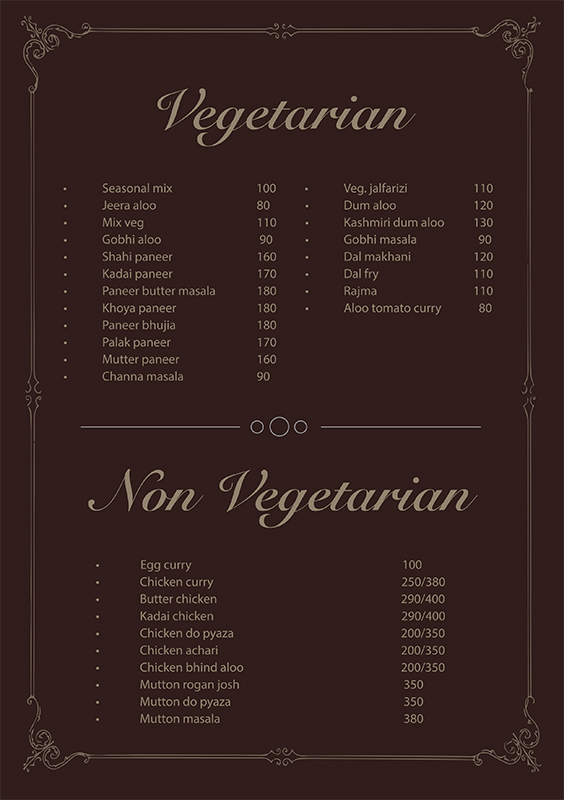 Vegetarian
• Seasonal mix 100
• Jeera aloo 80
• Mix veg 110
• Gobhi aloo 90
• Shahi paneer 160
• Kadai paneer 170
• Paneer butter masala 180
• Khoya paneer 180
• Paneer bhujia 180
• Palak paneer 170
• Mutter paneer 160
• Channa masala 90
• Veg. jalfarizi 110
• Dum aloo 120
• Kashmiri dum aloo 130
• Gobhi masala 90
• Dal makhani 120
• Dal fry 110
• Rajma 110
• Aloo tomato curry 80
Non Vegetarian
• Egg curry 100
• Chicken curry 250/380
• Butter chicken 290/400
• Kadai chicken 290/400
• Chicken do pyaza 200/350
• Chicken achari 200/350
• Chicken bhind aloo 200/350
• Mutton rogan josh 350
• Mutton do pyaza 350
• Mutton masala 380